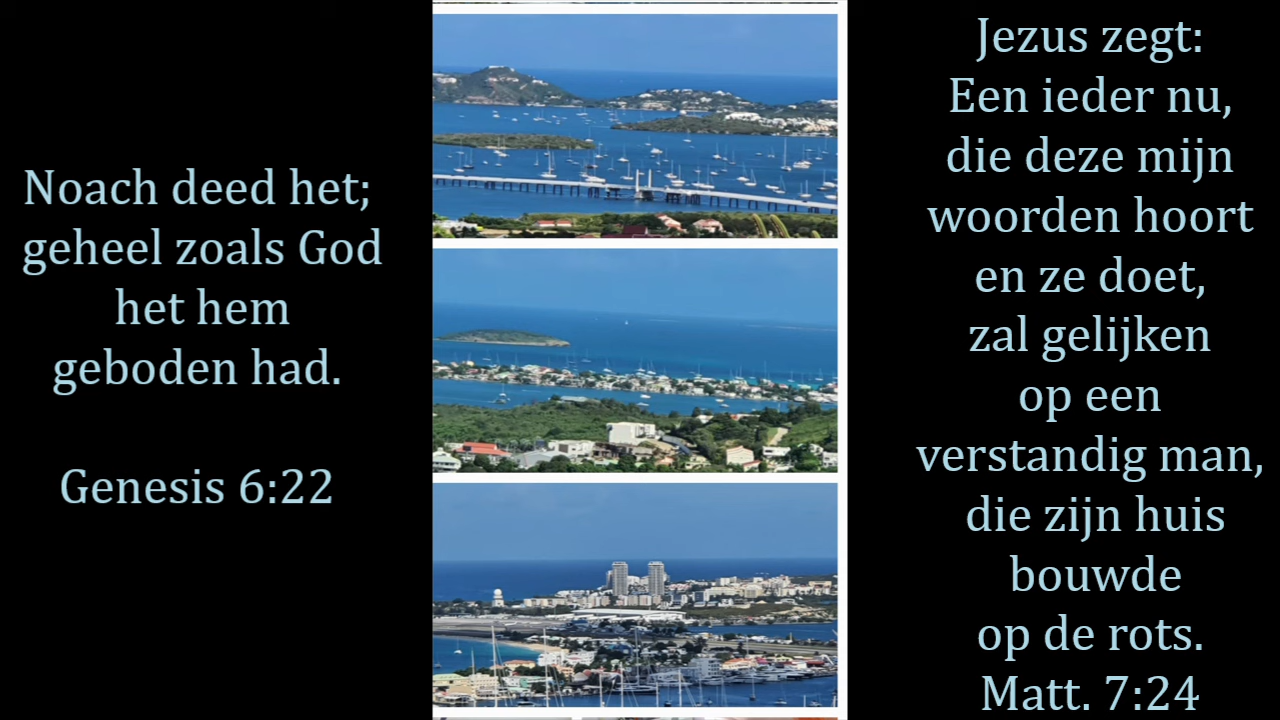 Noach deed het;
geheel zoals God
het hem
geboden had.
Genesis 6:22
Jezus zegt:
Een ieder nu,
die deze mijn
woorden hoort
en ze doet,
zal gelijken
op een
verstandig man,
die zijn huis
bouwde
op de rots.
Matt. 7:24